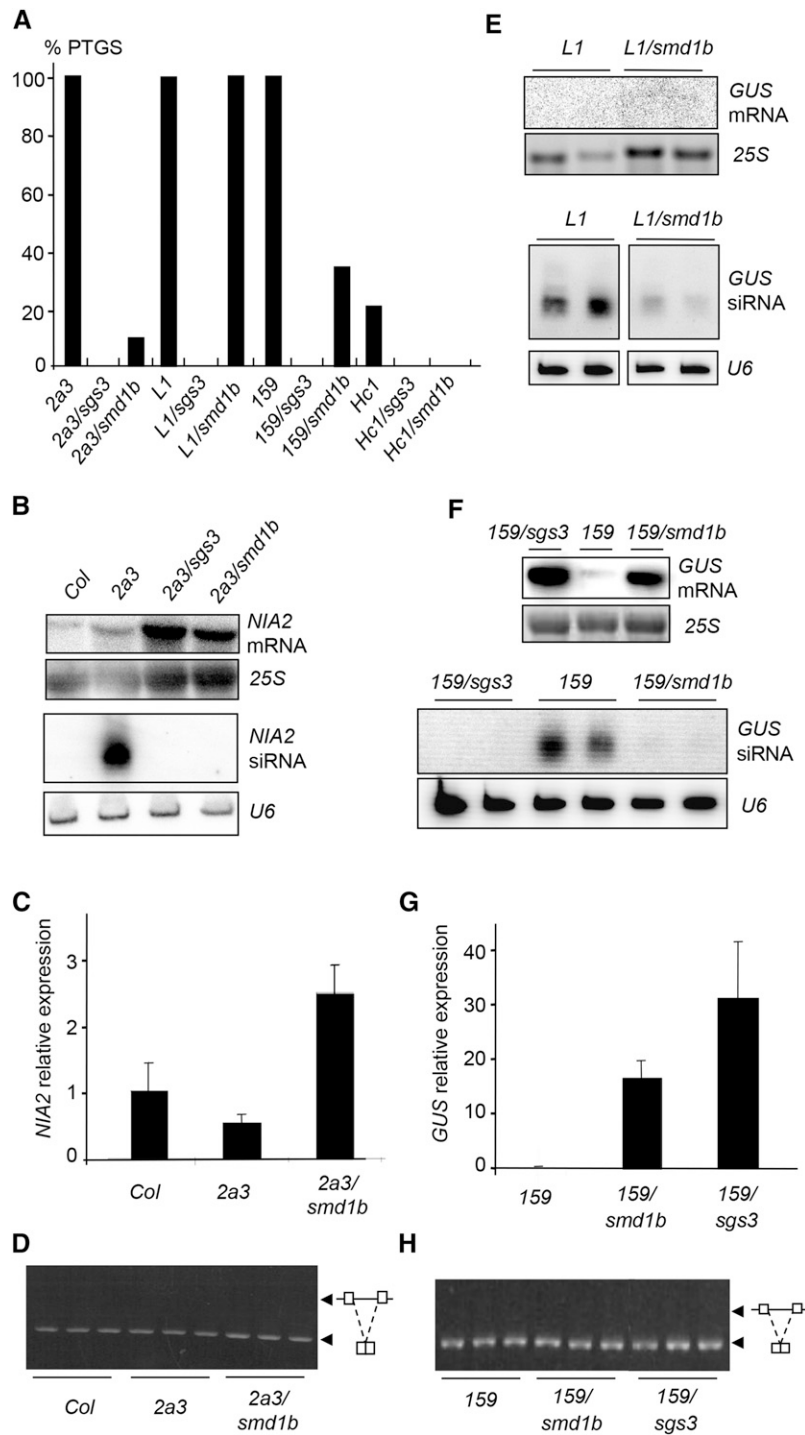 A
% PTGS
100
80
60
40
20
0
2a3
2a3/sgs3
2a3/smd1b
L1
L1/sgs3
L1/smd1b
159
159/sgs3
159/smd1b
Hc1
Hc1/sgs3
Hc1/smd1b
B
Col
2a3
2a3/sgs3
2a3/smd1b
NIA2
mRNA
25S
NIA2
siRNA
U6
C
NIA2 relative expression
3
2
1
0
Col
2a3
2a3/
smd1b
D
Col
2a3
2a3/
smd1b
E
L1
L1/smd1b
GUS
mRNA
25S
L1
L1/smd1b
GUS
siRNA
U6
F
159/sgs3
159
159/smd1b
GUS
mRNA
25S
159/sgs3
159
159/smd1b
GUS
siRNA
U6
G
GUS relative expression
40
30
20
10
0
159
159/
smd1b
159/
sgs3
H
159
159/
smd1b
159/
sgs3